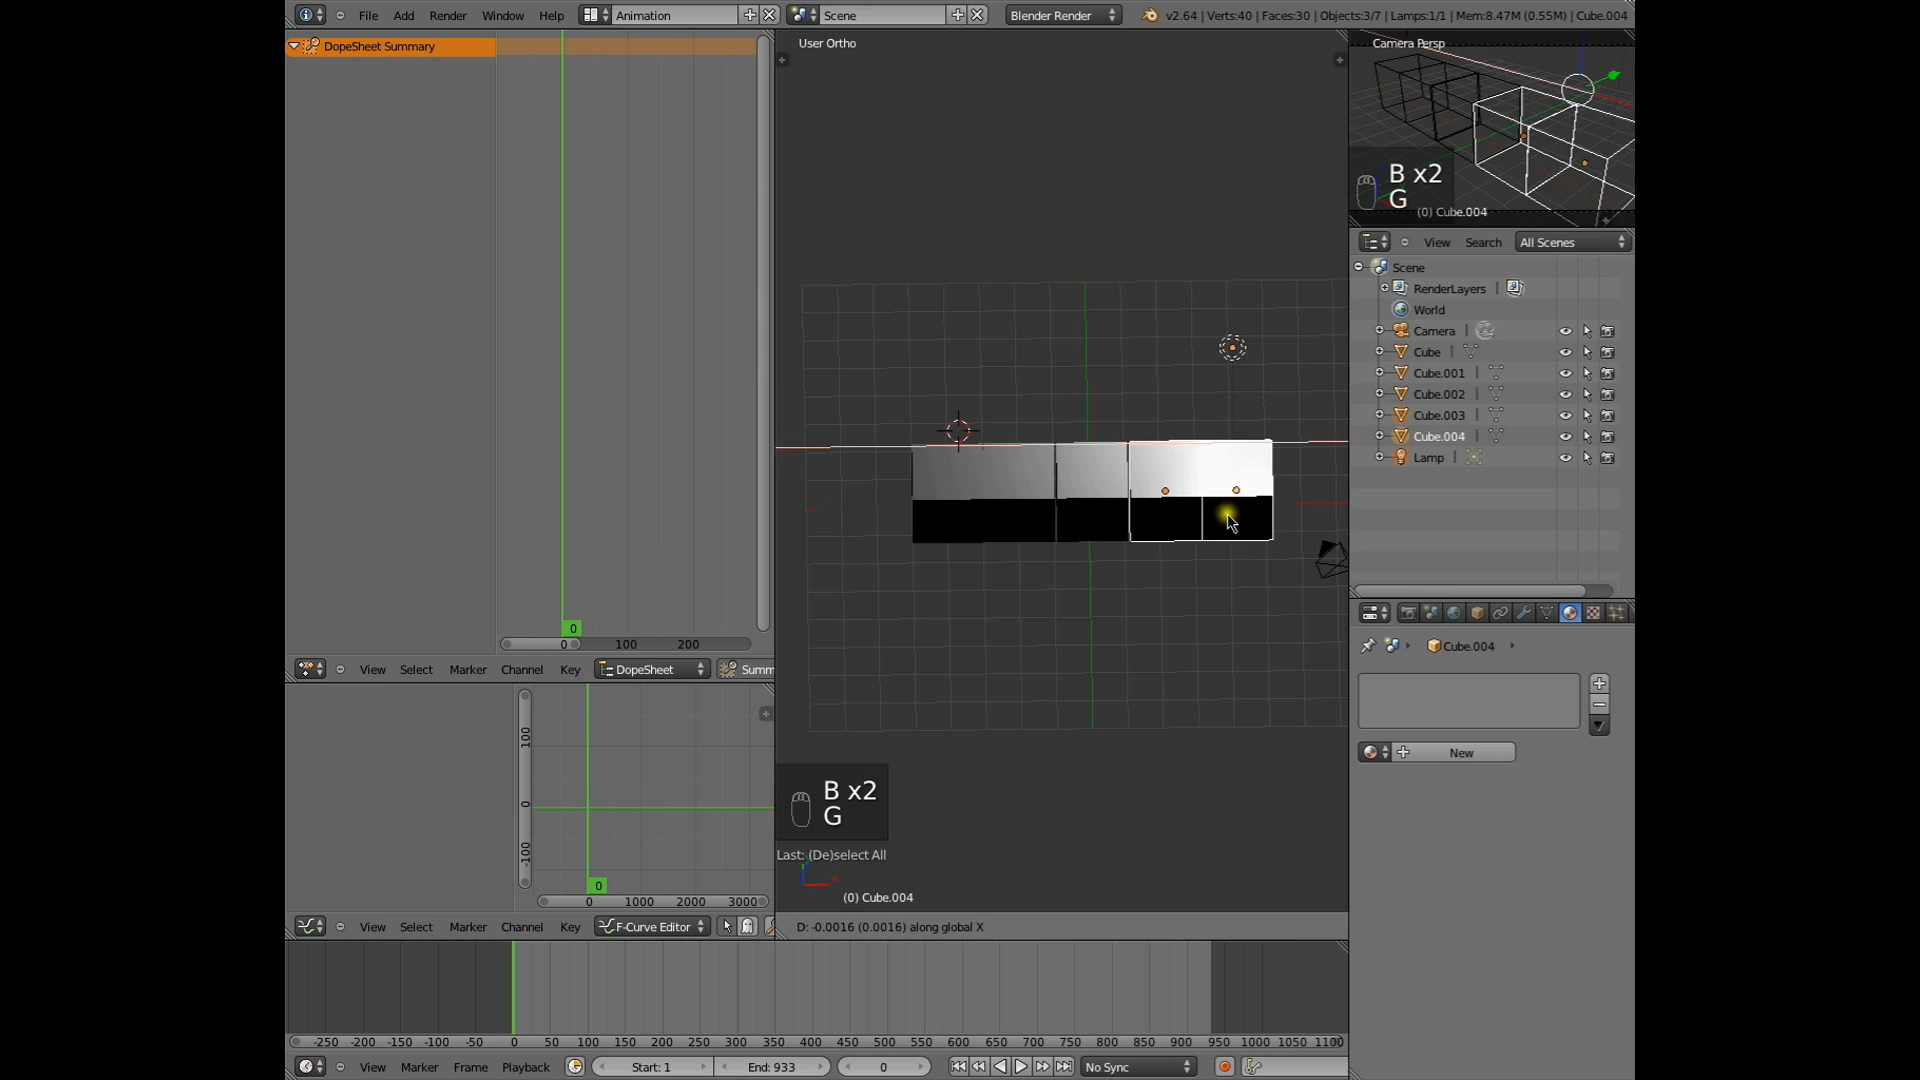 File Add Render Window Help Animation Scene Blender Render v2.64 | Verts:40 | Faces:30 | Objects:3/7 | Lamps:1/1 | Mem:8.47M (0.55M) | Cube.004
DopeSheet Summary
User Ortho
Camera Persp
B x2
G
(0) Cube.004
View Search All Scenes
Scene
RenderLayers |
World
Camera |
Cube |
Cube.001 |
Cube.002 |
Cube.003 |
Cube.004 |
Lamp |
0
0 100 200
Cube.004
View Select Marker Channel Key DopeSheet Summ
100
0
-100
New
B x2
G
Last: (De)select All
0
0 1000 2000 3000
(0) Cube.004
View Select Marker Channel Key F-Curve Editor
D: -0.0016 (0.0016) along global X
-250 -200 -150 -100 -50 0 50 100 150 200 250 300 350 400 450 500 550 600 650 700 750 800 850 900 950 1000 1050 1100
View Marker Frame Playback Start: 1 End: 933 0 No Sync